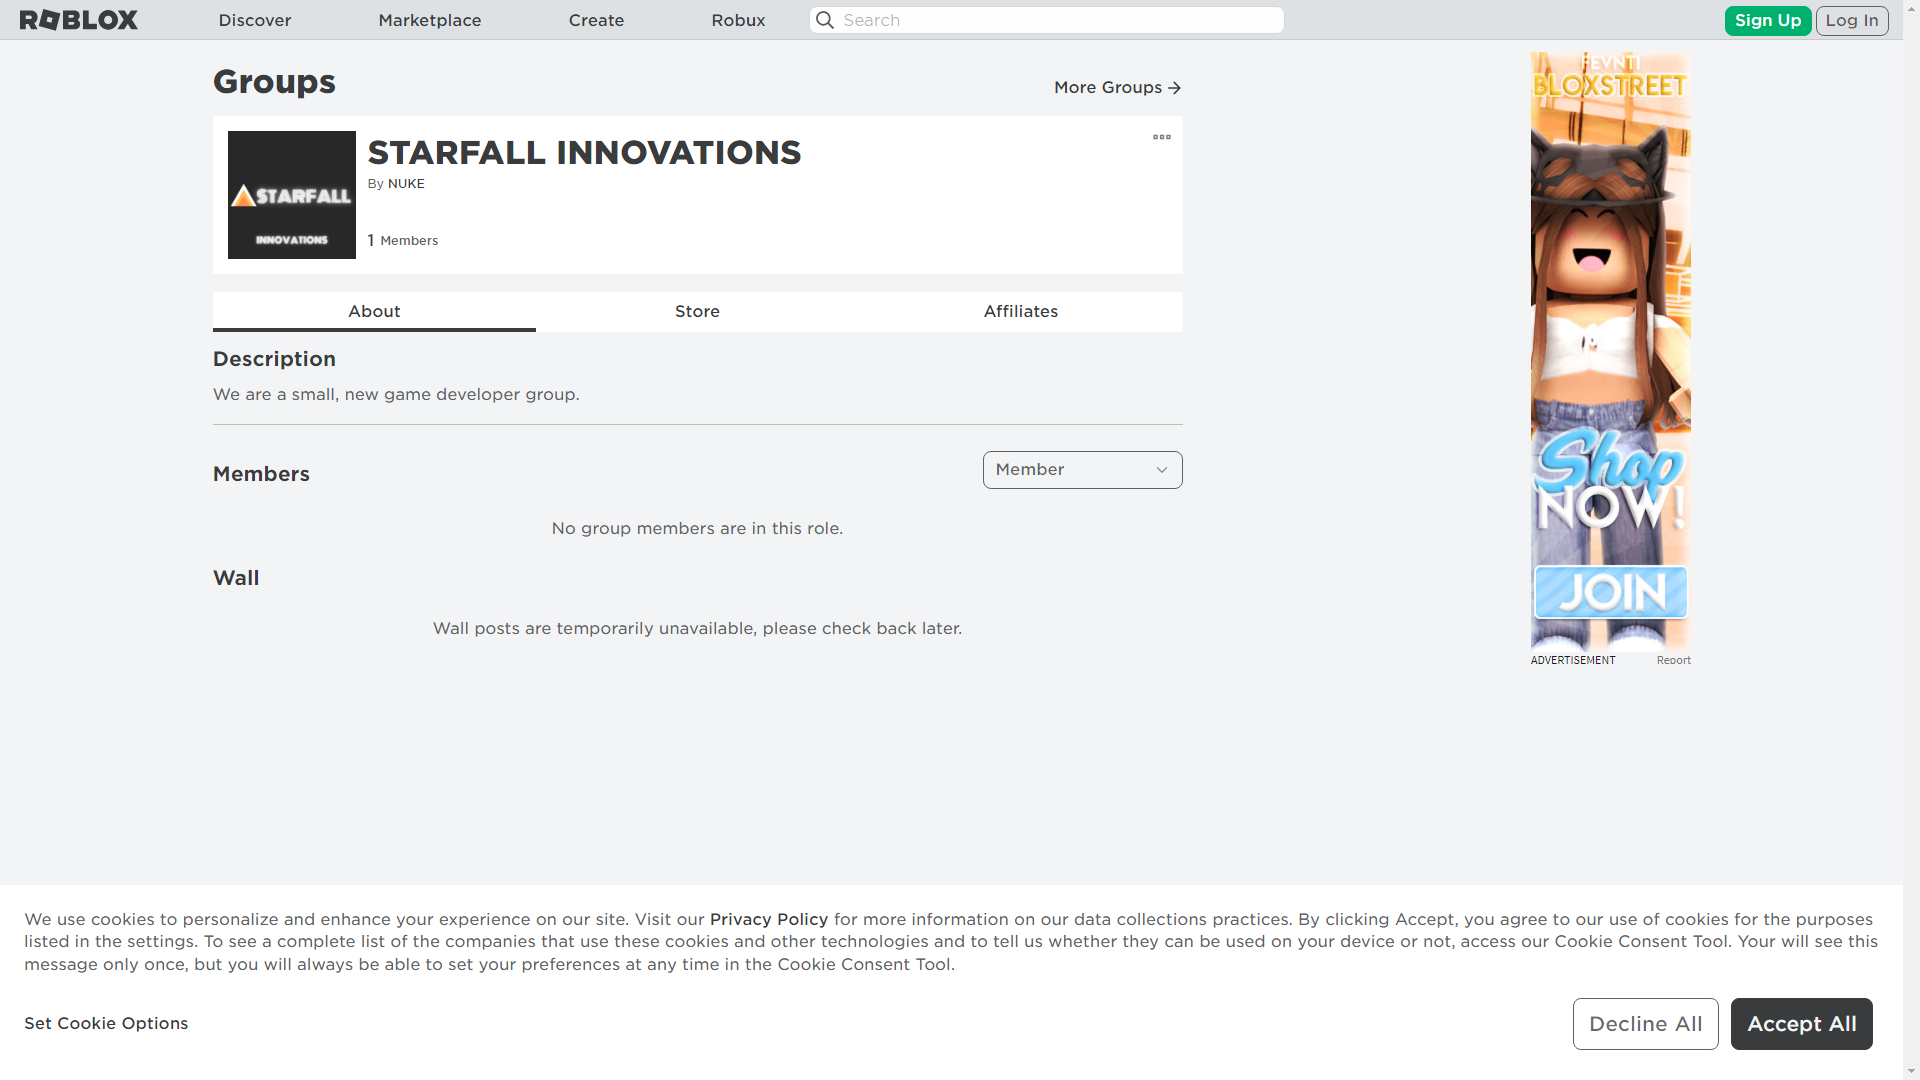 ROBLOX
Discover
Marketplace
Create
Robux
Search
Sign Up
Log In
Groups
More Groups
STARFALL
INNOVATIONS
STARFALL INNOVATIONS
By NUKE
1 Members
About
Store
Affiliates
Description
We are a small, new game developer group.
Members
Member
No group members are in this role.
Wall
Wall posts are temporarily unavailable, please check back later.
FEVNTI
BLOXSTREET
Shop
NOW!
JOIN
ADVERTISEMENT
Report
We use cookies to personalize and enhance your experience on our site. Visit our Privacy Policy for more information on our data collections practices. By clicking Accept, you agree to our use of cookies for the purposes
listed in the settings. To see a complete list of the companies that use these cookies and other technologies and to tell us whether they can be used on your device or not, access our Cookie Consent Tool. Your will see this
message only once, but you will always be able to set your preferences at any time in the Cookie Consent Tool.
Set Cookie Options
Decline All
Accept All